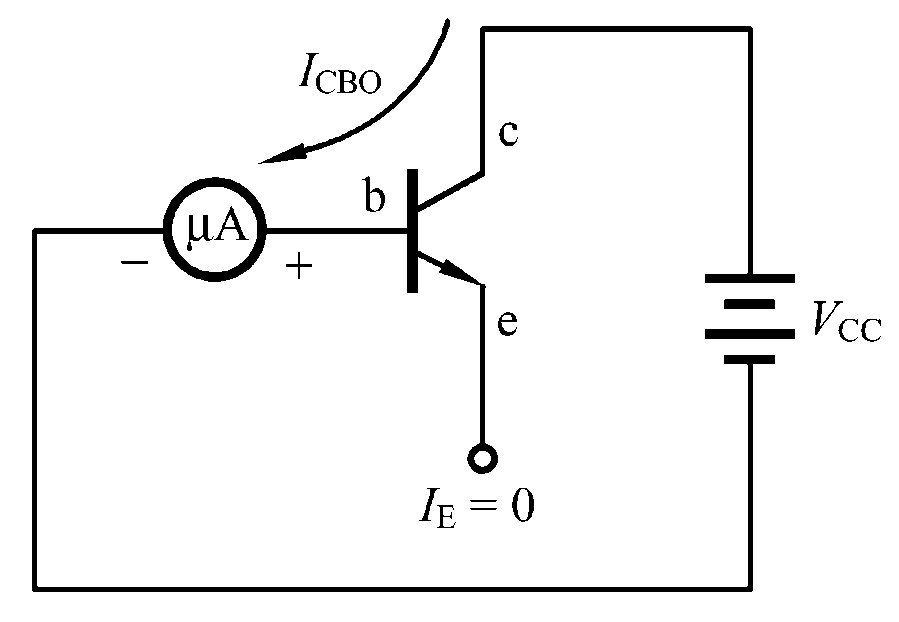 I_CBO
c
b
μA
− +
e
V_CC
I_E = 0